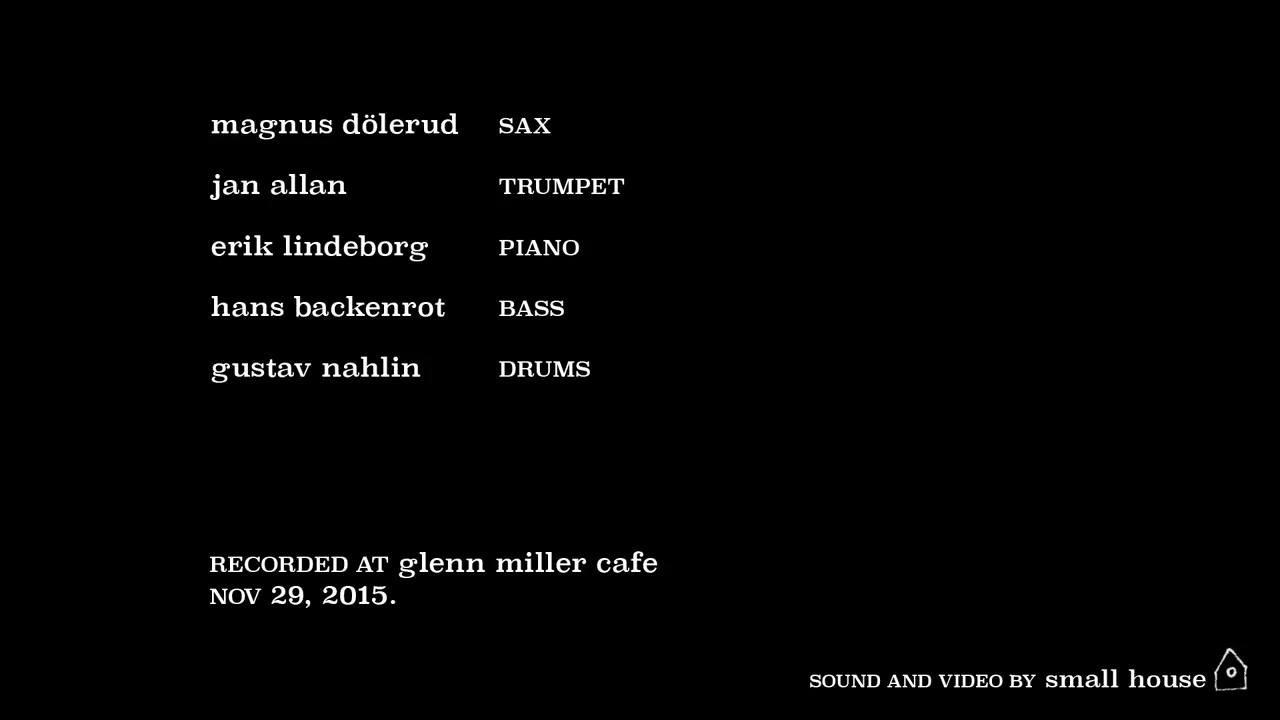 magnus dölerud SAX
jan allan TRUMPET
erik lindeborg PIANO
hans backenrot BASS
gustav nahlin DRUMS
RECORDED AT glenn miller cafe
NOV 29, 2015.
SOUND AND VIDEO BY small house